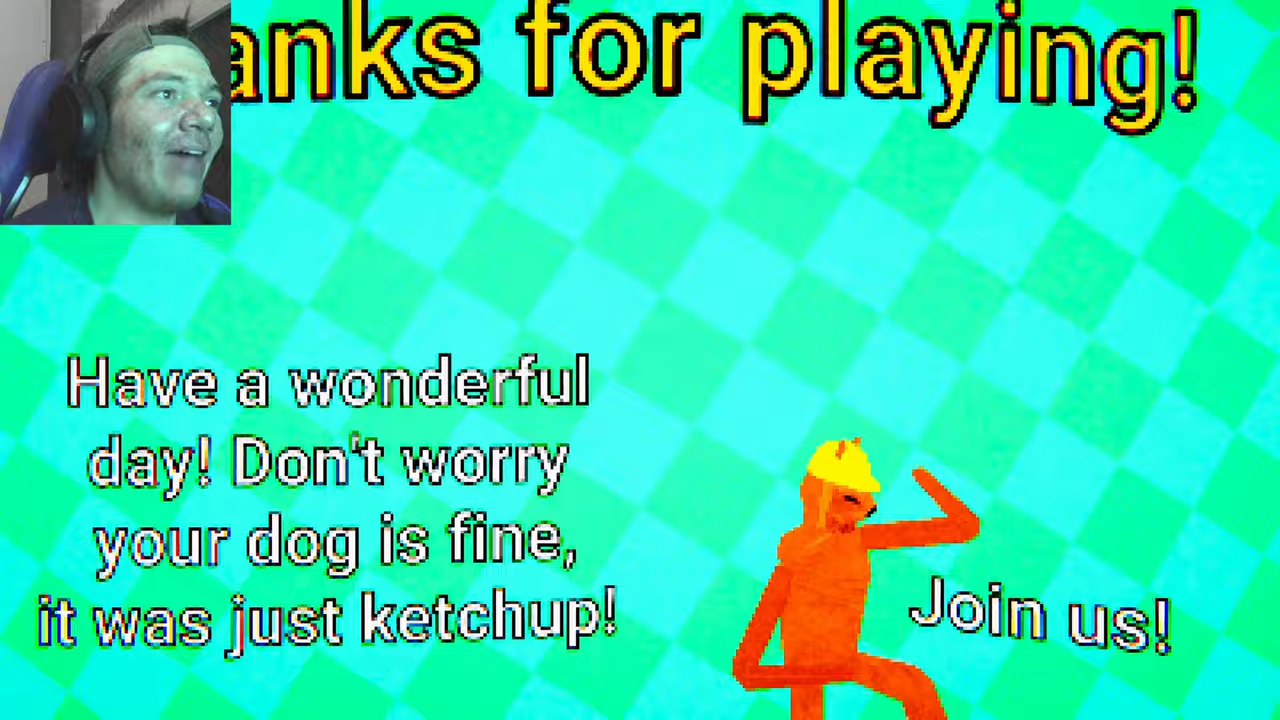 anks for playing!
Have a wonderful
day! Don't worry
your dog is fine,
it was just ketchup!
Join us!